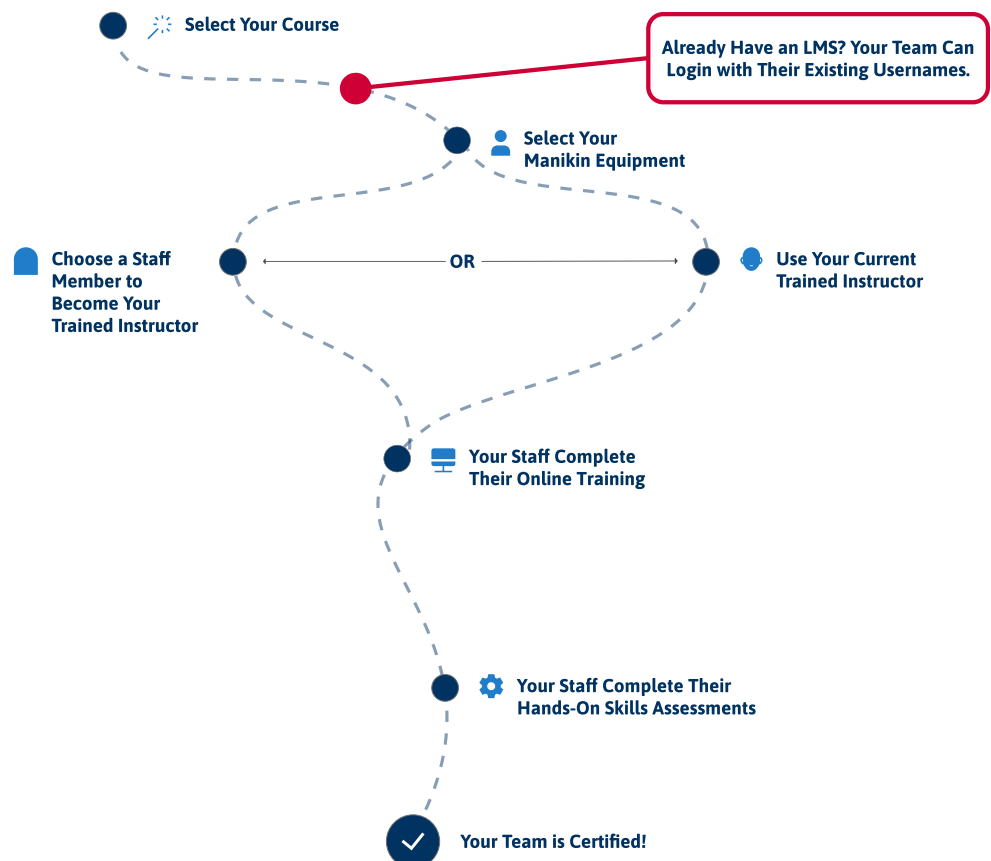 Select Your Course
Already Have an LMS? Your Team Can
Login with Their Existing Usernames.
Select Your
Manikin Equipment
Choose a Staff
Member to
Become Your
Trained Instructor
OR
Use Your Current
Trained Instructor
Your Staff Complete
Their Online Training
Your Staff Complete Their
Hands-On Skills Assessments
Your Team is Certified!